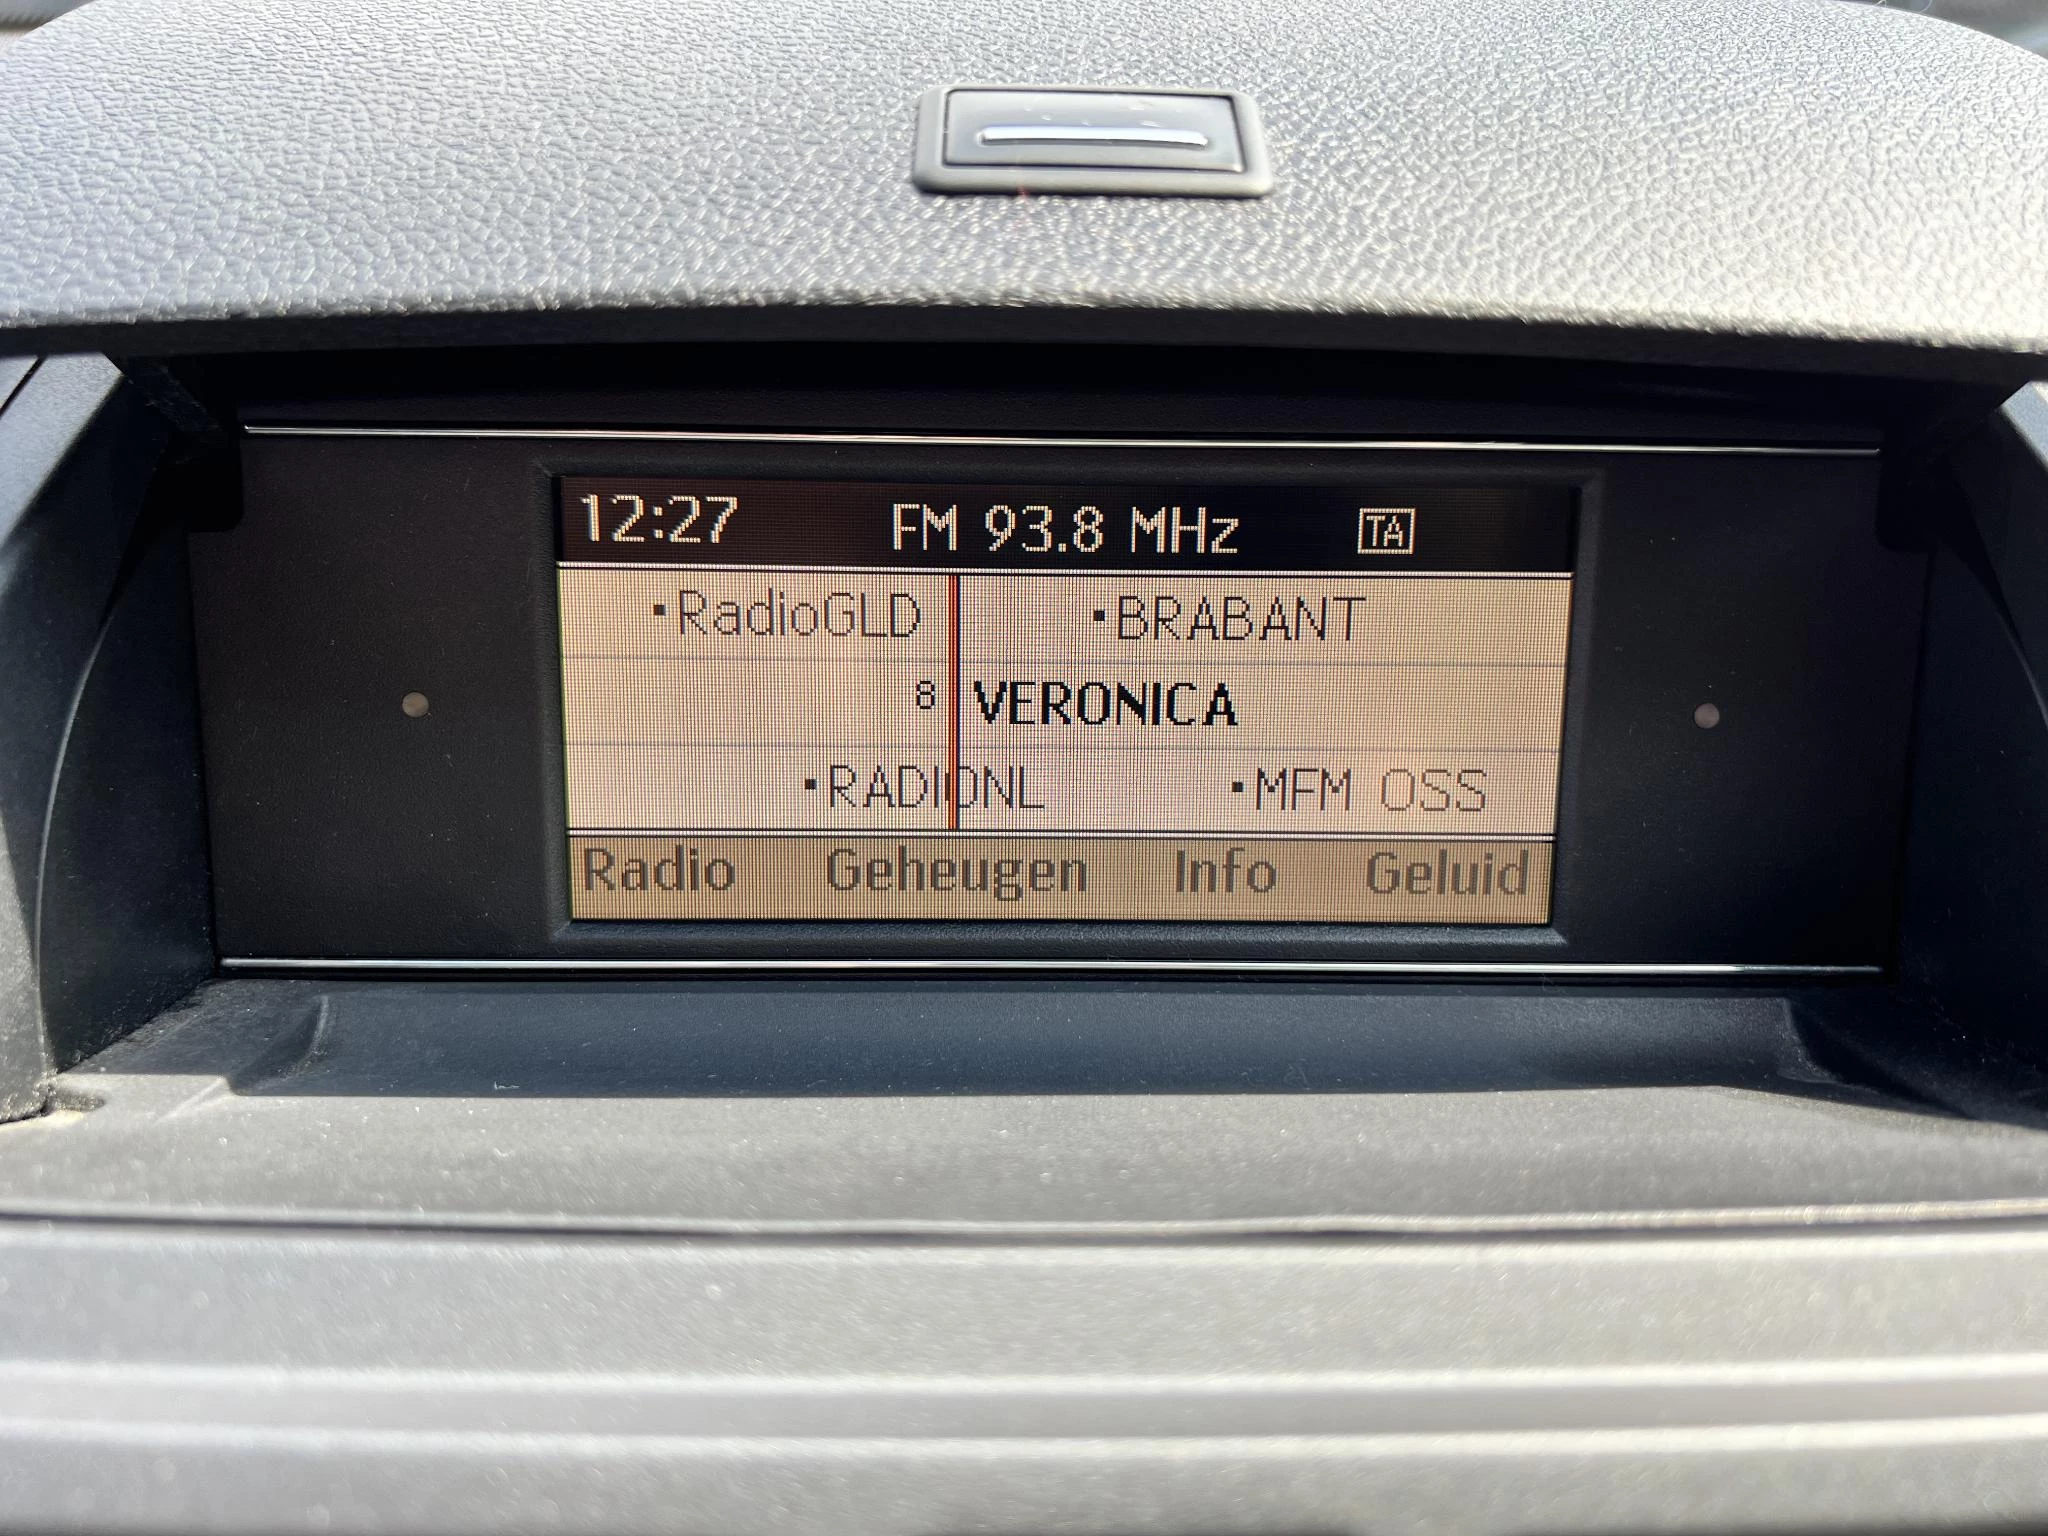 12:27 FM 93.8 MHz TA
RadioGLD BRABANT
8 VERONICA
RADIONL MFM OSS
Radio Geheugen Info Geluid